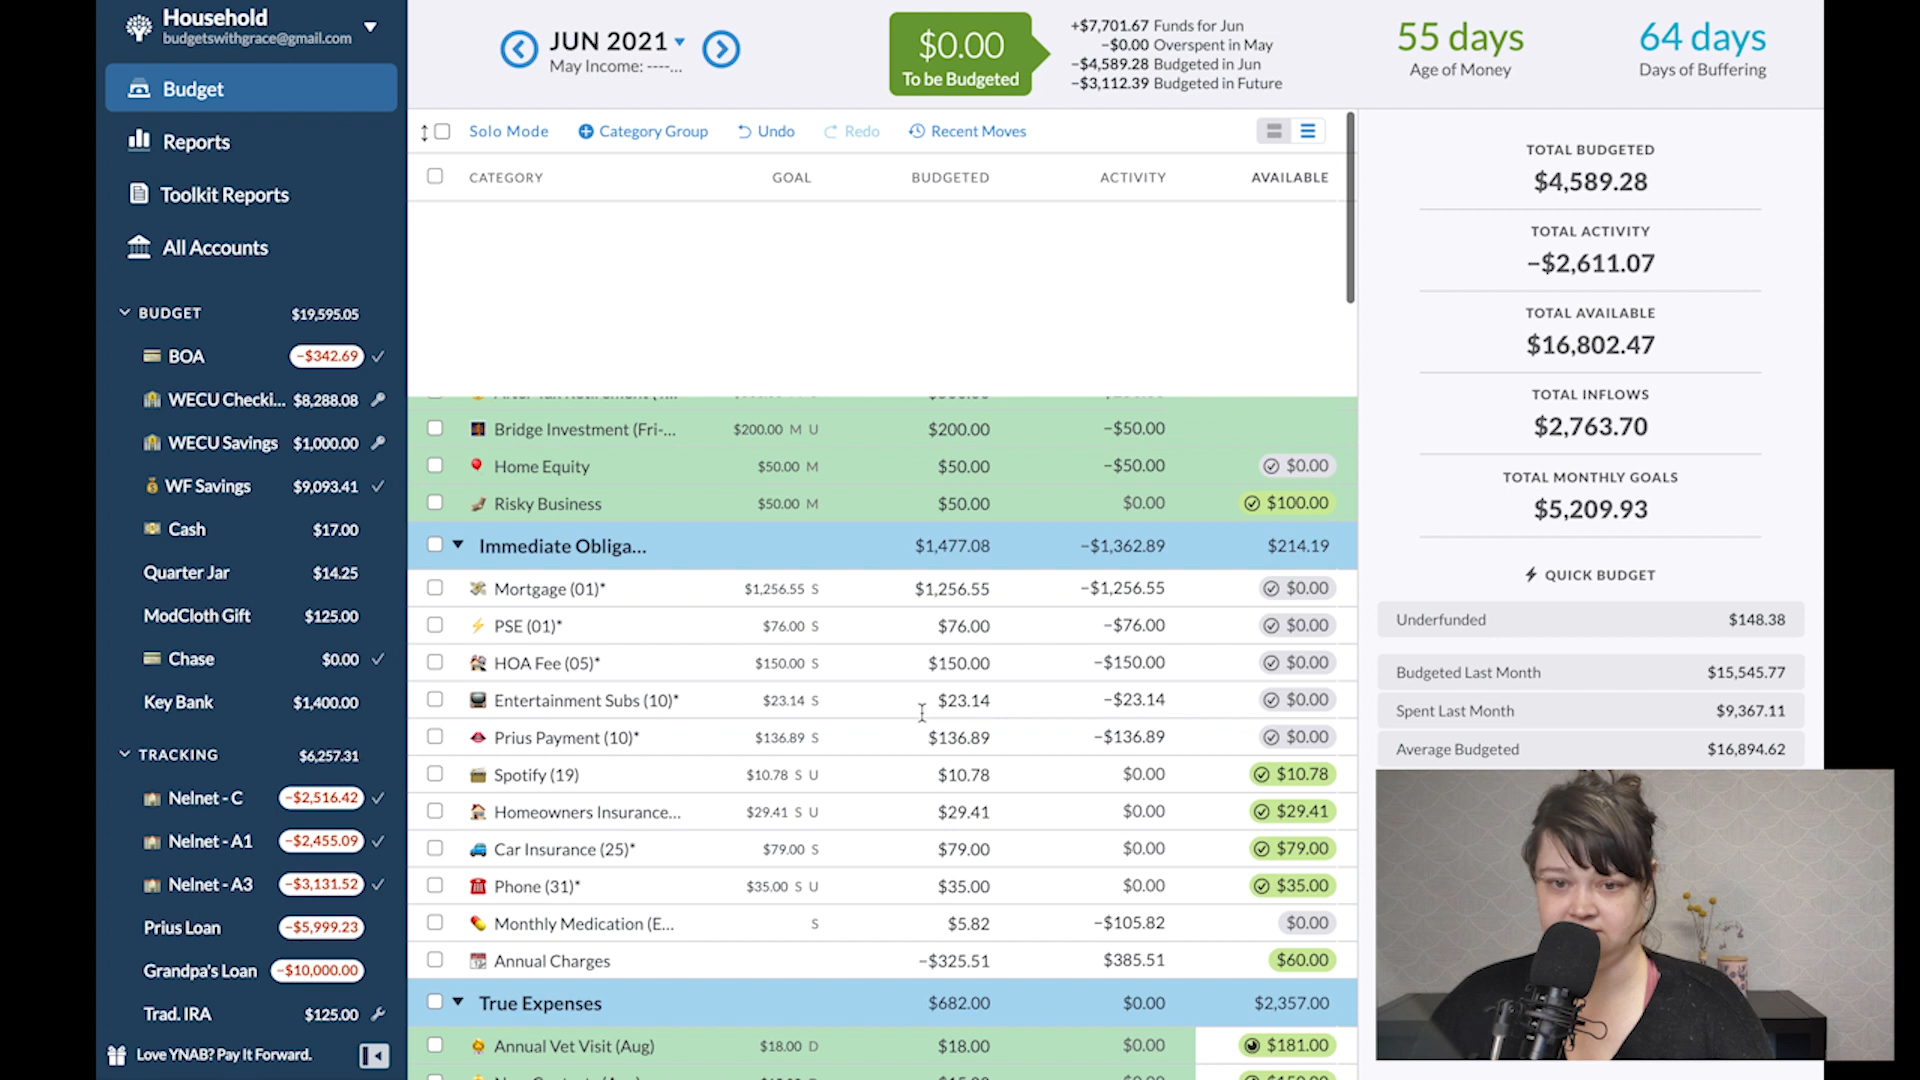 Household
budgetswithgrace@gmail.com
Budget
Reports
Toolkit Reports
All Accounts
BUDGET $19,595.05
BOA −$342.69
WECU Checki... $8,288.08
WECU Savings $1,000.00
WF Savings $9,093.41
Cash $17.00
Quarter Jar $14.25
ModCloth Gift $125.00
Chase $0.00
Key Bank $1,400.00
TRACKING $6,257.31
Nelnet - C −$2,516.42
Nelnet - A1 −$2,455.09
Nelnet - A3 −$3,131.52
Prius Loan −$5,999.23
Grandpa's Loan −$10,000.00
Trad. IRA $125.00
Love YNAB? Pay It Forward.
JUN 2021
May Income: ----...
$0.00
To be Budgeted
+$7,701.67 Funds for Jun
−$0.00 Overspent in May
−$4,589.28 Budgeted in Jun
−$3,112.39 Budgeted in Future
55 days
Age of Money
64 days
Days of Buffering
Solo Mode Category Group Undo Redo Recent Moves
CATEGORY GOAL BUDGETED ACTIVITY AVAILABLE
Bridge Investment (Fri-... $200.00 M U $200.00 −$50.00
Home Equity $50.00 M $50.00 −$50.00 $0.00
Risky Business $50.00 M $50.00 $0.00 $100.00
Immediate Obliga... $1,477.08 −$1,362.89 $214.19
Mortgage (01)* $1,256.55 S $1,256.55 −$1,256.55 $0.00
PSE (01)* $76.00 S $76.00 −$76.00 $0.00
HOA Fee (05)* $150.00 S $150.00 −$150.00 $0.00
Entertainment Subs (10)* $23.14 S $23.14 −$23.14 $0.00
Prius Payment (10)* $136.89 S $136.89 −$136.89 $0.00
Spotify (19) $10.78 S U $10.78 $0.00 $10.78
Homeowners Insurance... $29.41 S U $29.41 $0.00 $29.41
Car Insurance (25)* $79.00 S $79.00 $0.00 $79.00
Phone (31)* $35.00 S U $35.00 $0.00 $35.00
Monthly Medication (E... S $5.82 −$105.82 $0.00
Annual Charges −$325.51 $385.51 $60.00
True Expenses $682.00 $0.00 $2,357.00
Annual Vet Visit (Aug) $18.00 D $18.00 $0.00 $181.00
TOTAL BUDGETED
$4,589.28
TOTAL ACTIVITY
−$2,611.07
TOTAL AVAILABLE
$16,802.47
TOTAL INFLOWS
$2,763.70
TOTAL MONTHLY GOALS
$5,209.93
QUICK BUDGET
Underfunded $148.38
Budgeted Last Month $15,545.77
Spent Last Month $9,367.11
Average Budgeted $16,894.62